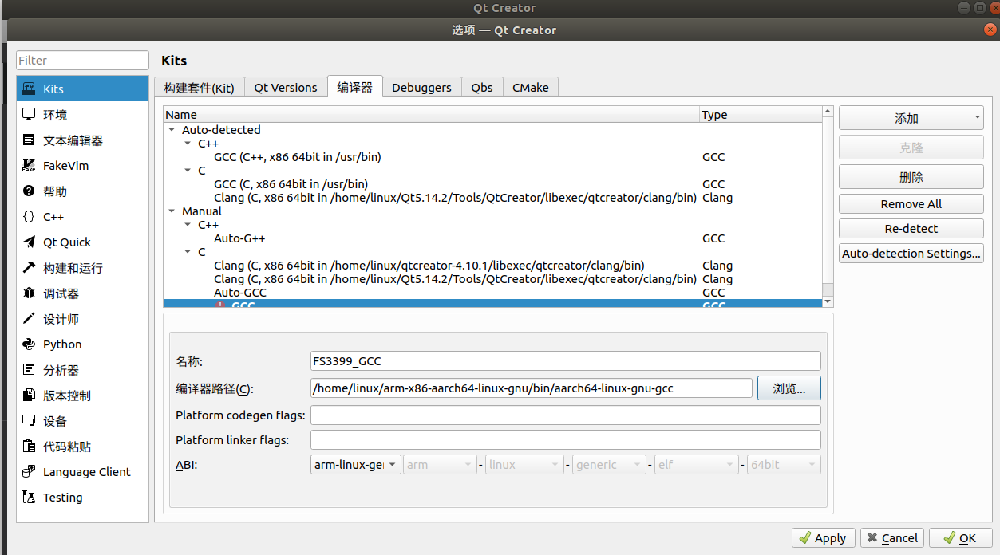 Qt Creator
选项 — Qt Creator
Filter
Kits
环境
文本编辑器
FakeVim
帮助
C++
Qt Quick
构建和运行
调试器
设计师
Python
分析器
版本控制
设备
代码粘贴
Language Client
Testing
Kits
构建套件(Kit) Qt Versions 编译器 Debuggers Qbs CMake
Name Type
Auto-detected
C++
GCC (C++, x86 64bit in /usr/bin) GCC
C
GCC (C, x86 64bit in /usr/bin) GCC
Clang (C, x86 64bit in /home/linux/Qt5.14.2/Tools/QtCreator/libexec/qtcreator/clang/bin) Clang
Manual
C++
Auto-G++ GCC
C
Clang (C, x86 64bit in /home/linux/qtcreator-4.10.1/libexec/qtcreator/clang/bin) Clang
Clang (C, x86 64bit in /home/linux/Qt5.14.2/Tools/QtCreator/libexec/qtcreator/clang/bin) Clang
Auto-GCC GCC
GCC GCC
添加
克隆
删除
Remove All
Re-detect
Auto-detection Settings...
名称: FS3399_GCC
编译器路径(C): /home/linux/arm-x86-aarch64-linux-gnu/bin/aarch64-linux-gnu-gcc 浏览...
Platform codegen flags:
Platform linker flags:
ABI: arm-linux-ge arm - linux - generic - elf - 64bit
Apply Cancel OK